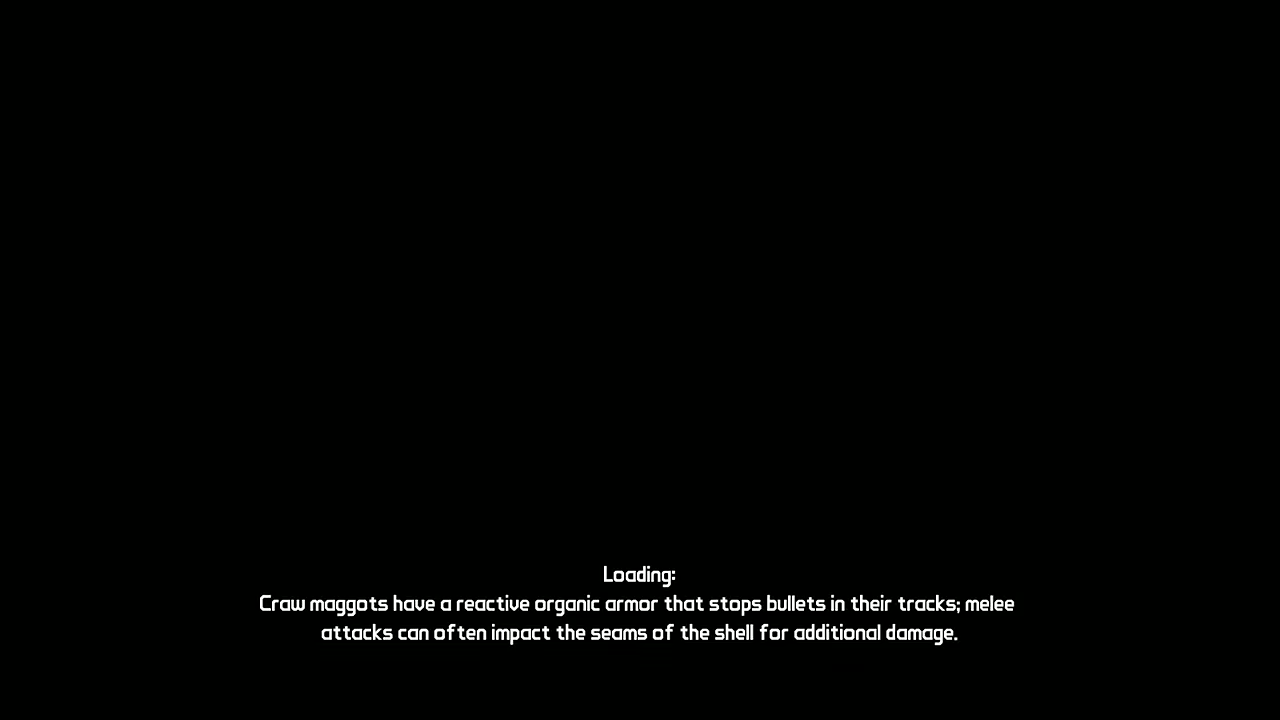 Loading:
Craw maggots have a reactive organic armor that stops bullets in their tracks; melee
attacks can often impact the seams of the shell for additional damage.